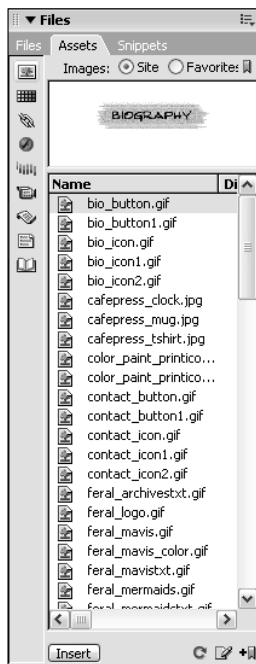 Files
Files Assets Snippets
Images: Site Favorites
BIOGRAPHY
Name Di
bio_button.gif
bio_button1.gif
bio_icon.gif
bio_icon1.gif
bio_icon2.gif
cafepress_clock.jpg
cafepress_mug.jpg
cafepress_tshirt.jpg
color_paint_printico...
color_paint_printico...
contact_button.gif
contact_button1.gif
contact_icon.gif
contact_icon1.gif
contact_icon2.gif
feral_archivestxt.gif
feral_logo.gif
feral_mavis.gif
feral_mavis_color.gif
feral_mavistxt.gif
feral_mermaids.gif
feral_mermaidstxt.gif
Insert